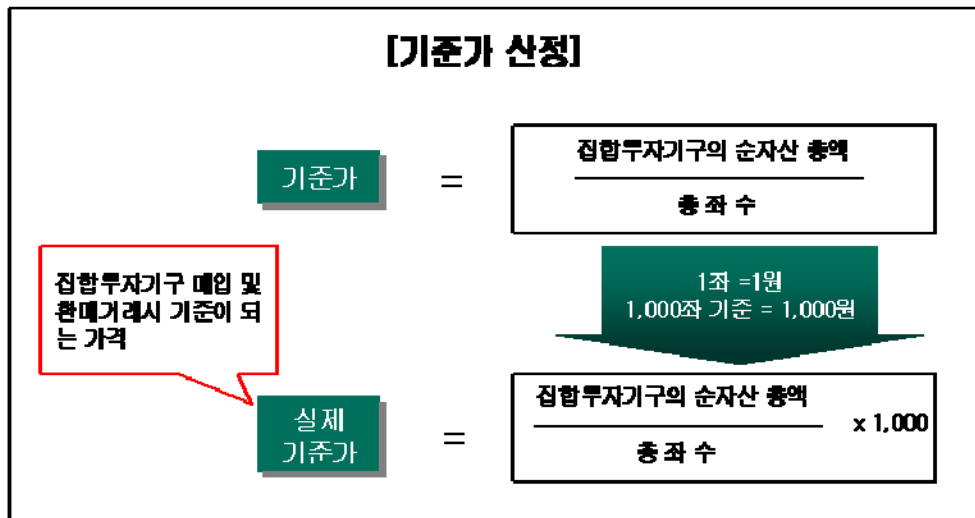 [기준가 산정]
기준가
=
집합투자기구의 순자산 총액
총 좌 수
집합투자기구 매입 및
환매거래시 기준이 되
는 가격
1좌 =1원
1,000좌 기준 = 1,000원
실제
기준가
=
집합투자기구의 순자산 총액
총 좌 수
x 1,000